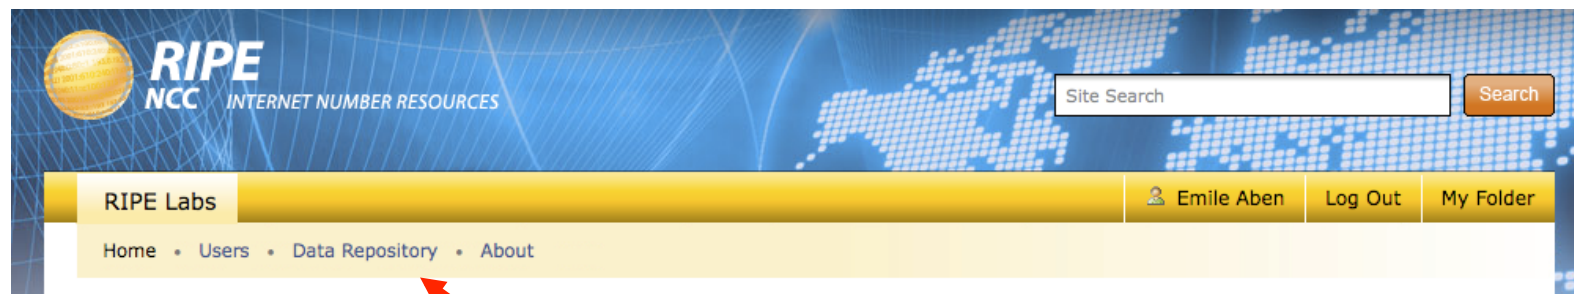 RIPE
NCC INTERNET NUMBER RESOURCES
Site Search
Search
RIPE Labs
Emile Aben
Log Out
My Folder
Home • Users • Data Repository • About